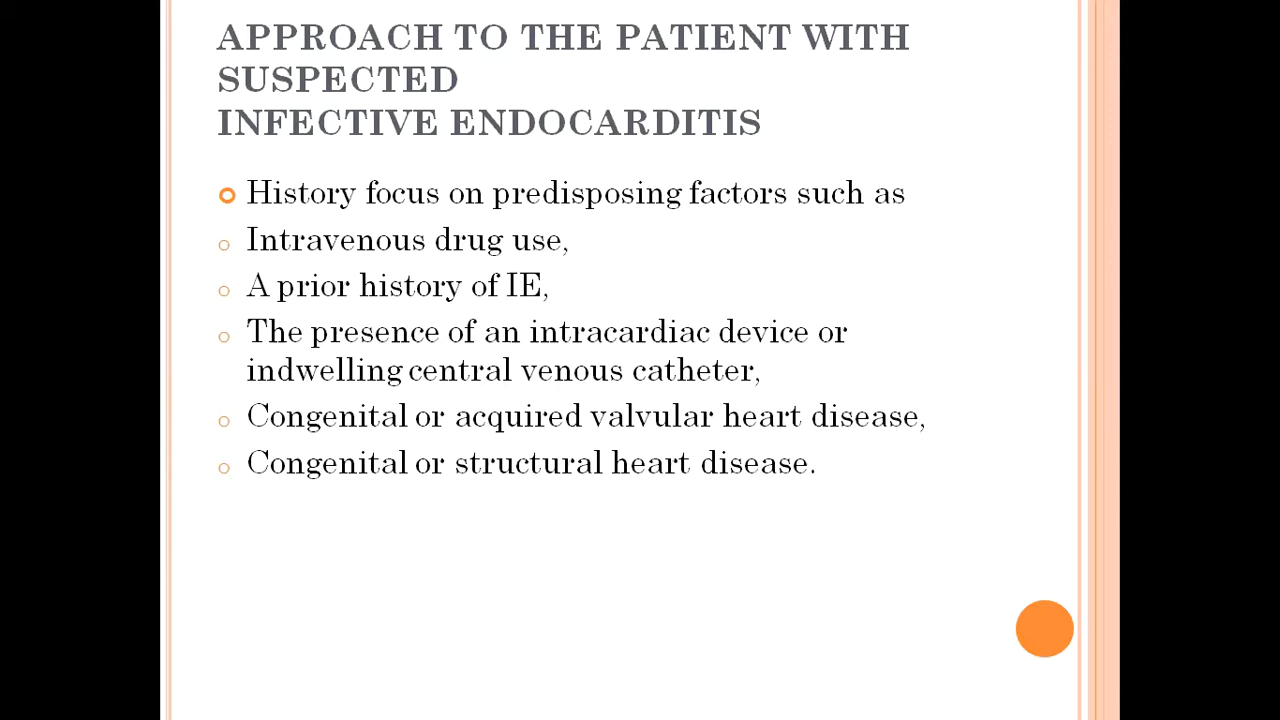 APPROACH TO THE PATIENT WITH
SUSPECTED
INFECTIVE ENDOCARDITIS
History focus on predisposing factors such as
Intravenous drug use,
A prior history of IE,
The presence of an intracardiac device or
indwelling central venous catheter,
Congenital or acquired valvular heart disease,
Congenital or structural heart disease.